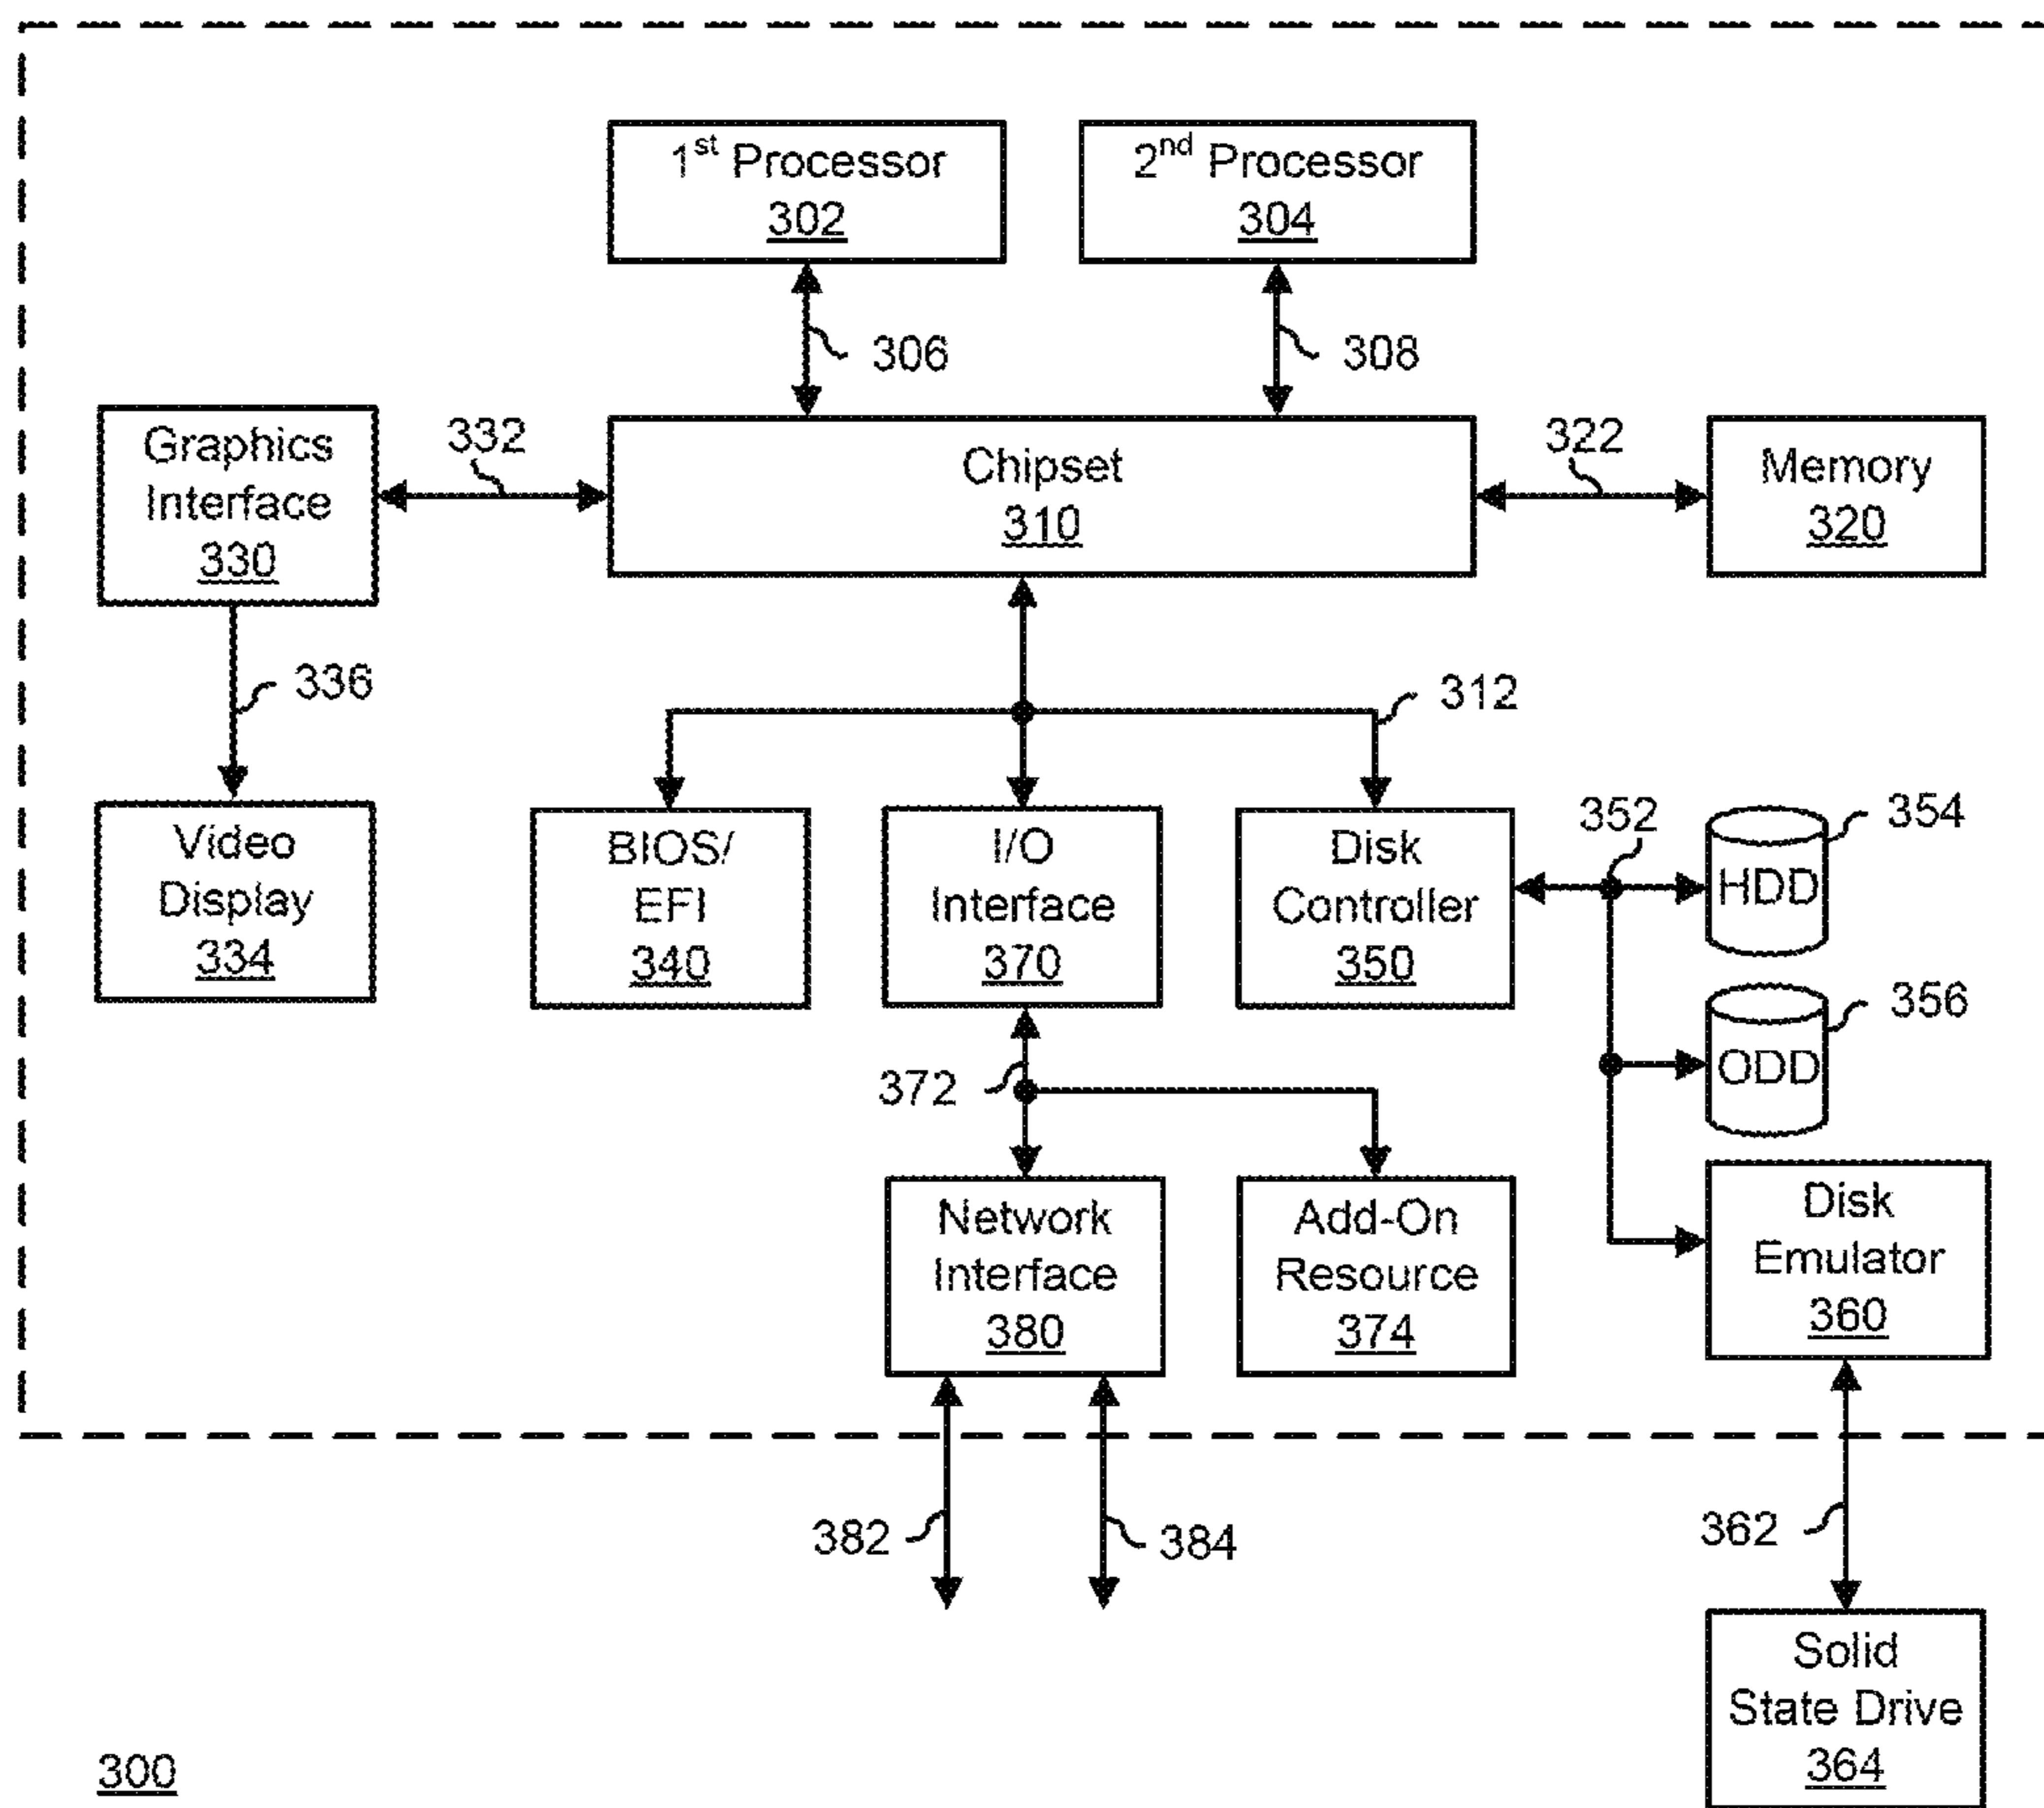 1st Processor
302
2nd Processor
304
306
308
Graphics
Interface
330
332
Chipset
310
322
Memory
320
336
312
Video
Display
334
BIOS/
EFI
340
I/O
Interface
370
Disk
Controller
350
352
HDD
354
ODD
356
372
Network
Interface
380
Add-On
Resource
374
Disk
Emulator
360
382
384
362
Solid
State Drive
364
300